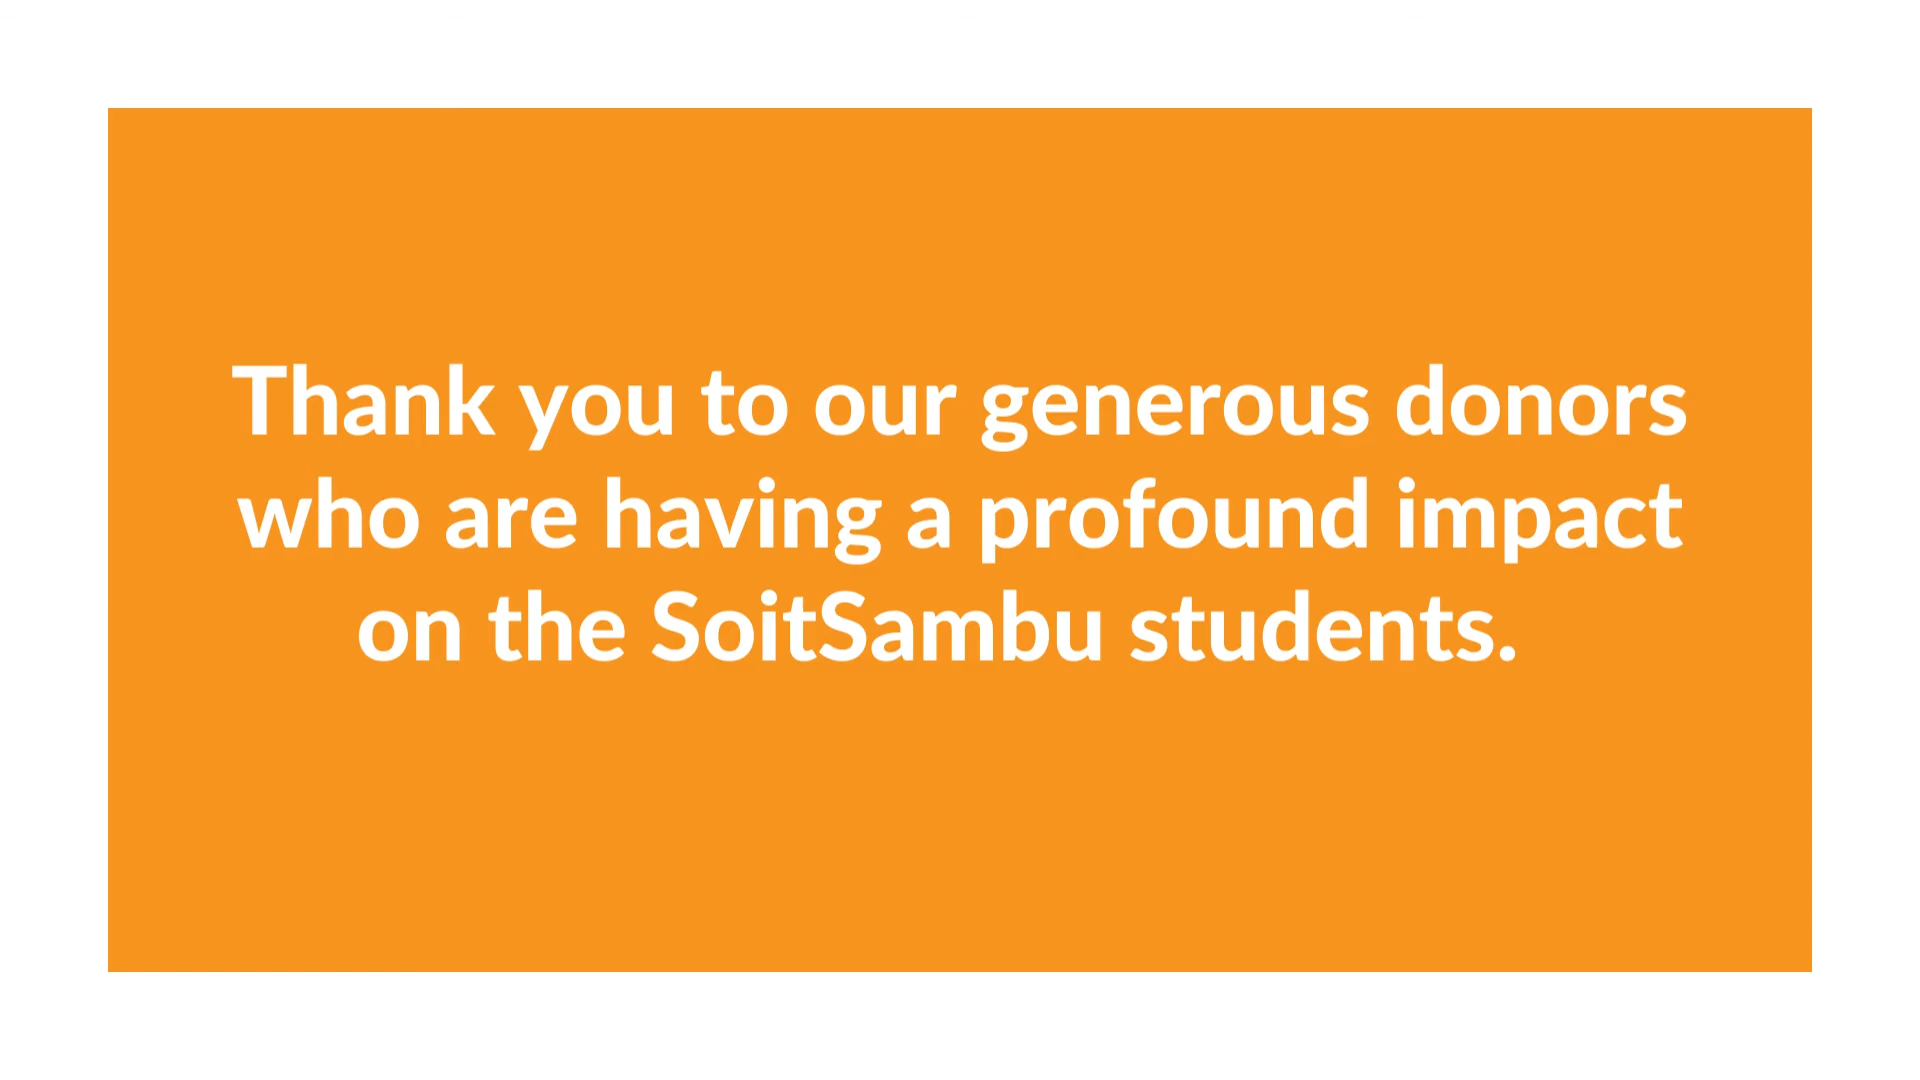 Thank you to our generous donors
who are having a profound impact
on the SoitSambu students.